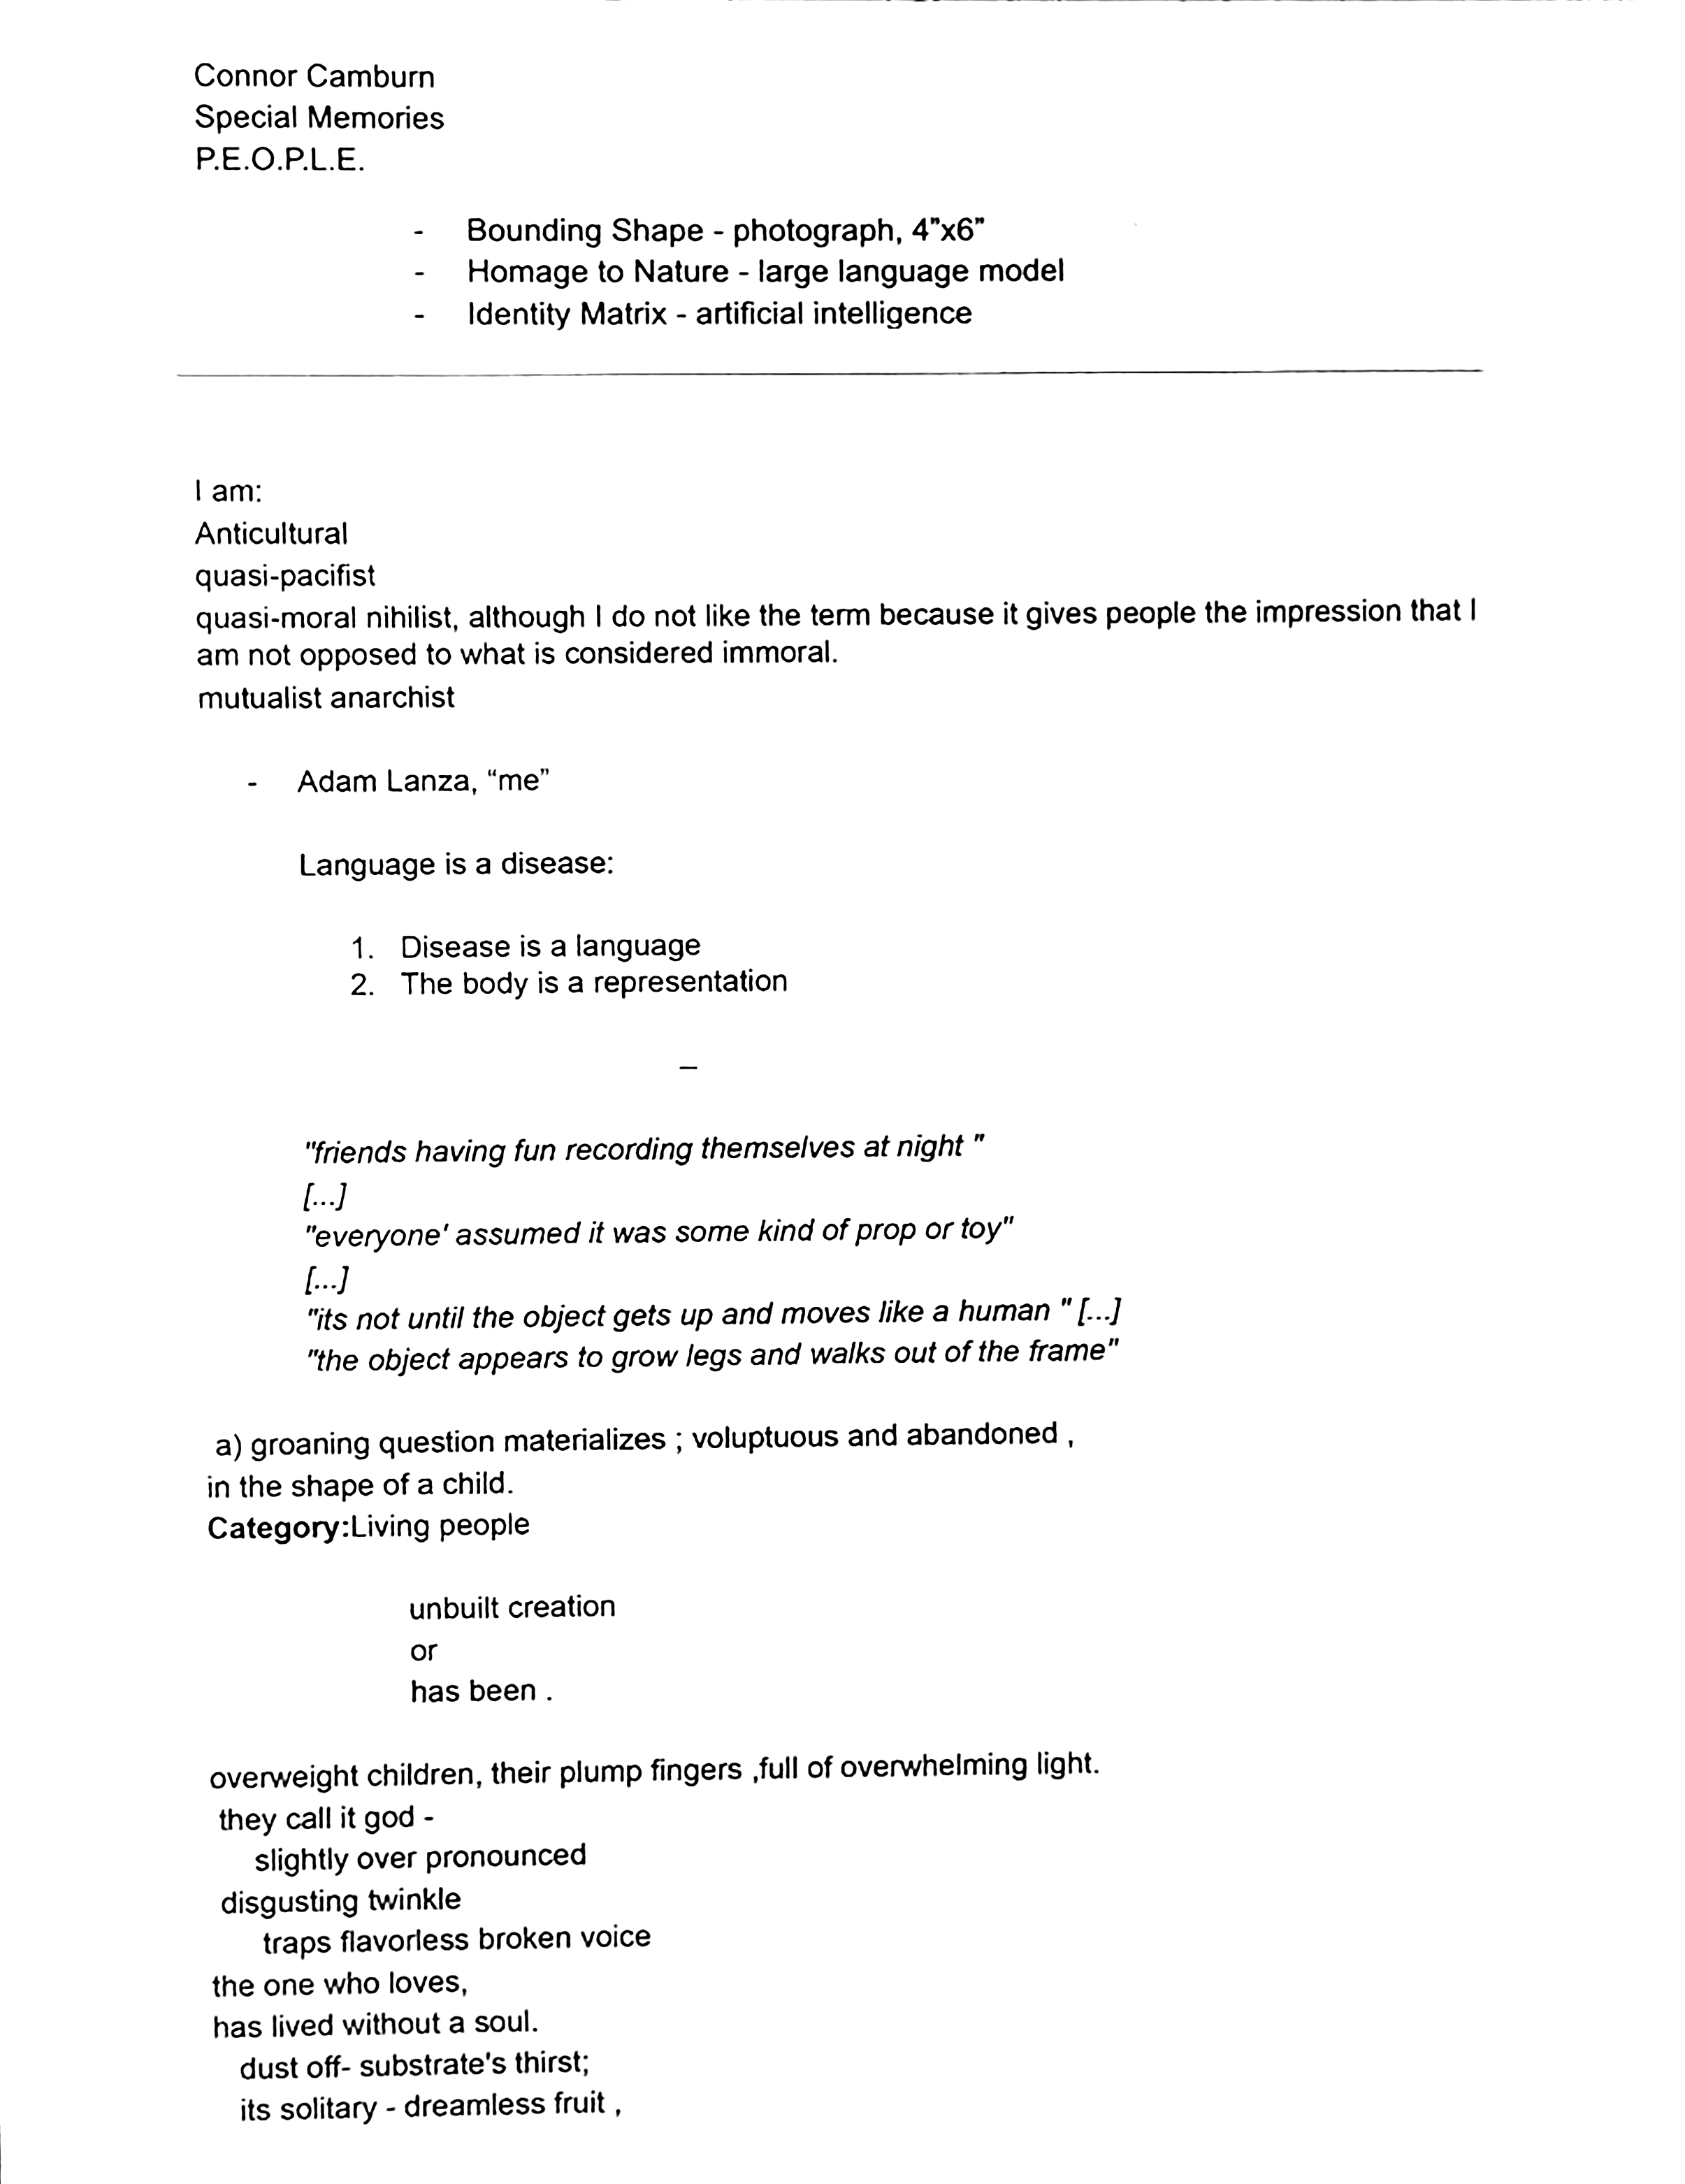 Connor Camburn
Special Memories
P.E.O.P.L.E.
- Bounding Shape - photograph, 4"x6"
- Homage to Nature - large language model
- Identity Matrix - artificial intelligence
I am:
Anticultural
quasi-pacifist
quasi-moral nihilist, although I do not like the term because it gives people the impression that I
am not opposed to what is considered immoral.
mutualist anarchist
- Adam Lanza, “me”
Language is a disease:
1. Disease is a language
2. The body is a representation
–
"friends having fun recording themselves at night "
[...]
"everyone' assumed it was some kind of prop or toy"
[...]
"its not until the object gets up and moves like a human " [...]
"the object appears to grow legs and walks out of the frame"
a) groaning question materializes ; voluptuous and abandoned ,
in the shape of a child.
Category:Living people
unbuilt creation
or
has been .
overweight children, their plump fingers ,full of overwhelming light.
they call it god -
slightly over pronounced
disgusting twinkle
traps flavorless broken voice
the one who loves,
has lived without a soul.
dust off- substrate's thirst;
its solitary - dreamless fruit ,